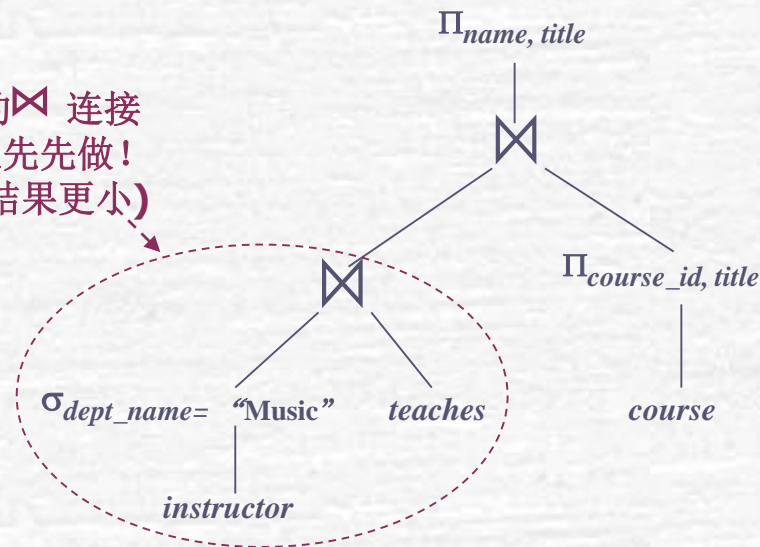 Π name, title
⋈ 连接
先先做！
结果更小)
⋈
⋈
Π course_id, title
σ dept_name= “Music”
teaches
course
instructor